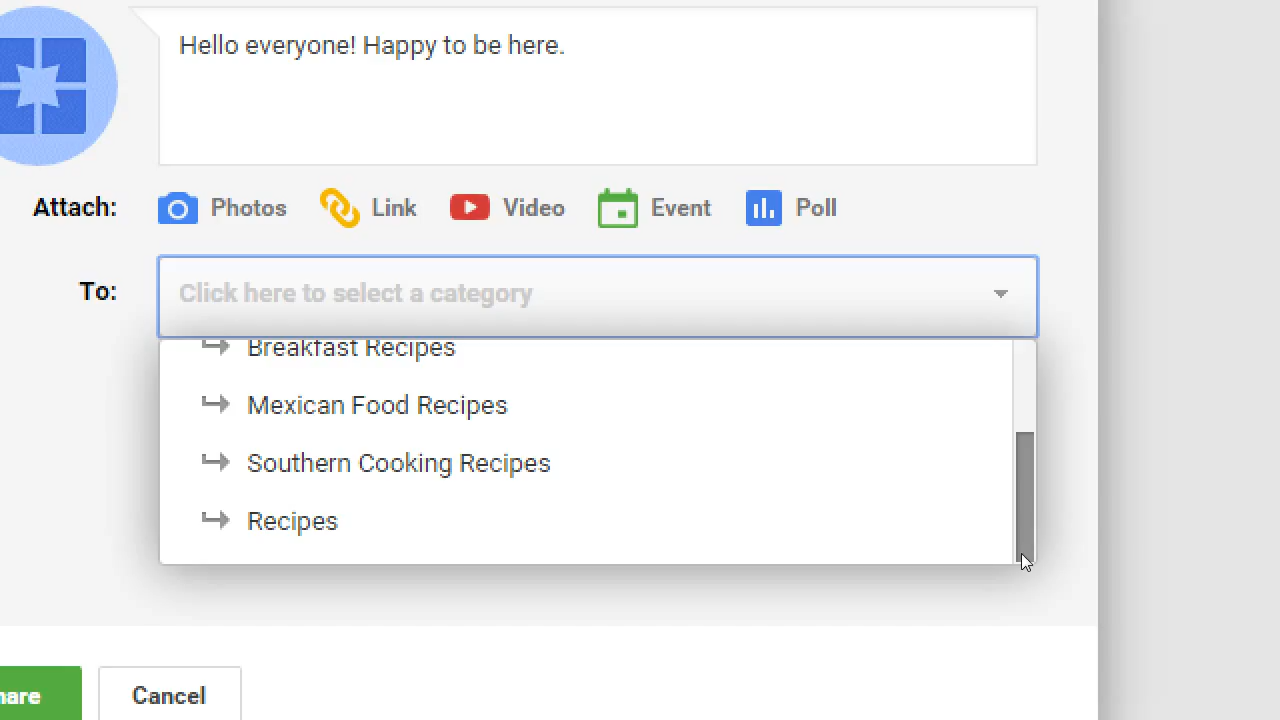 Hello everyone! Happy to be here.
Attach: Photos Link Video Event Poll
To: Click here to select a category
Breakfast Recipes
Mexican Food Recipes
Southern Cooking Recipes
Recipes
Cancel